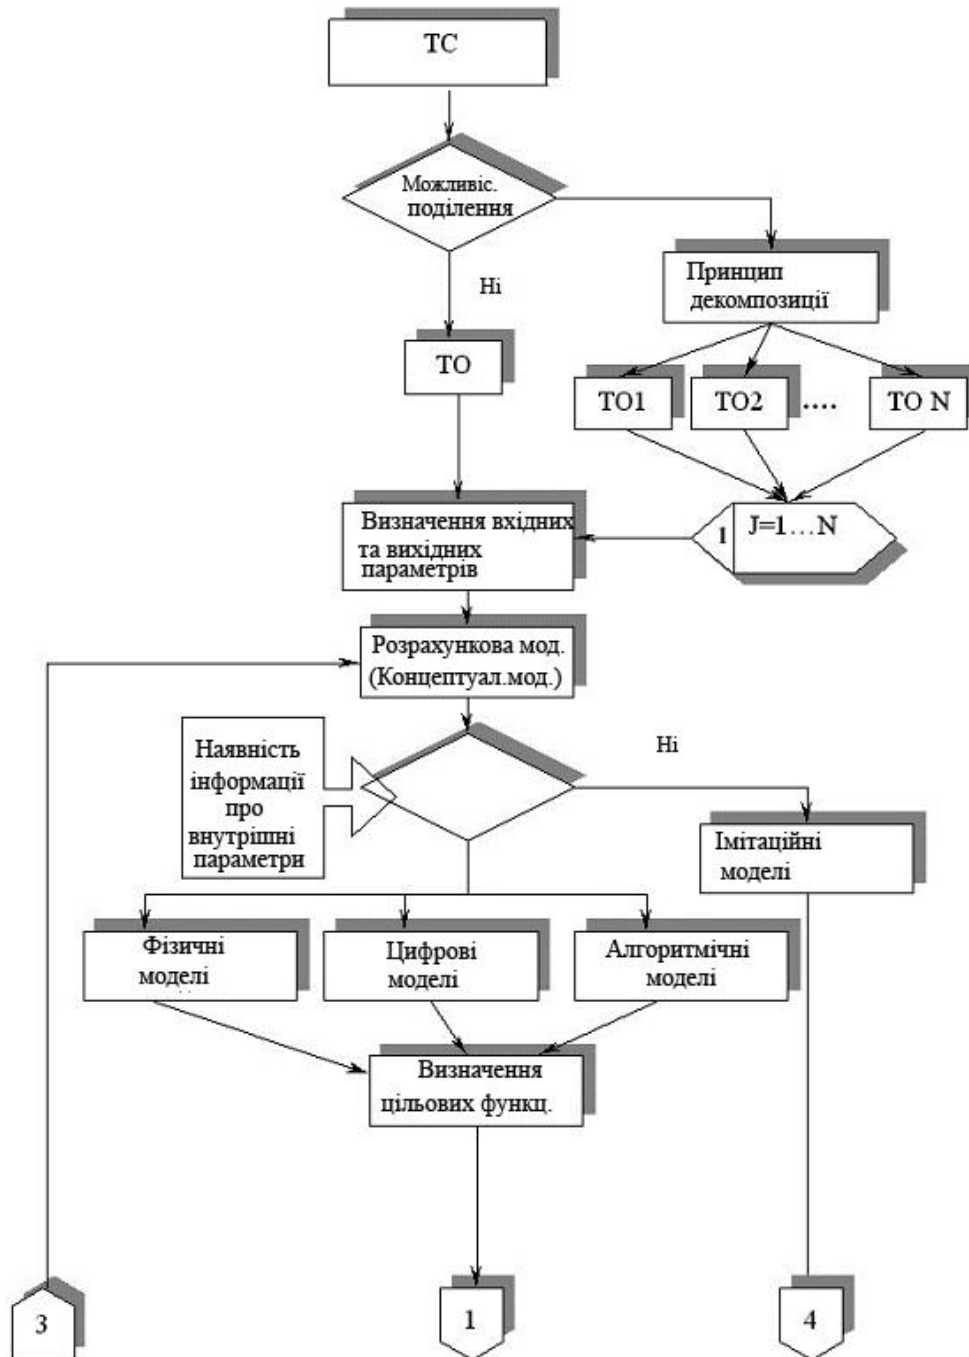 ТС
Можливіс.
поділення
Ні
Принцип
декомпозиції
ТО
ТО1
ТО2
....
ТО N
Визначення вхідних
та вихідних
параметрів
1
J=1...N
Розрахункова мод.
(Концептуал.мод.)
Наявність
інформації
про
внутрішні
параметри
Ні
Імітаційні
моделі
Фізичні
моделі
Цифрові
моделі
Алгоритмічні
моделі
Визначення
цільових функц.
3
1
4